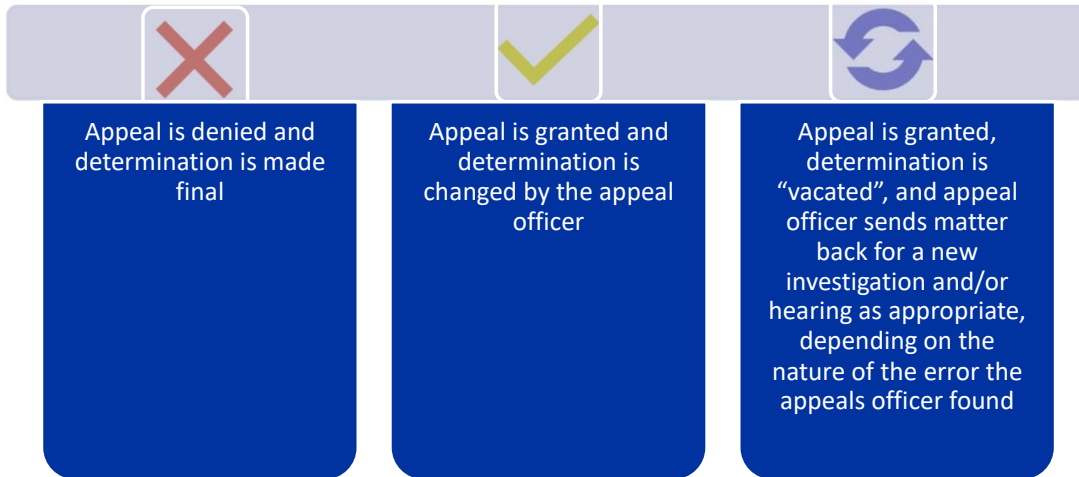 Appeal is denied and
determination is made
final
Appeal is granted and
determination is
changed by the appeal
officer
Appeal is granted,
determination is
“vacated”, and appeal
officer sends matter
back for a new
investigation and/or
hearing as appropriate,
depending on the
nature of the error the
appeals officer found